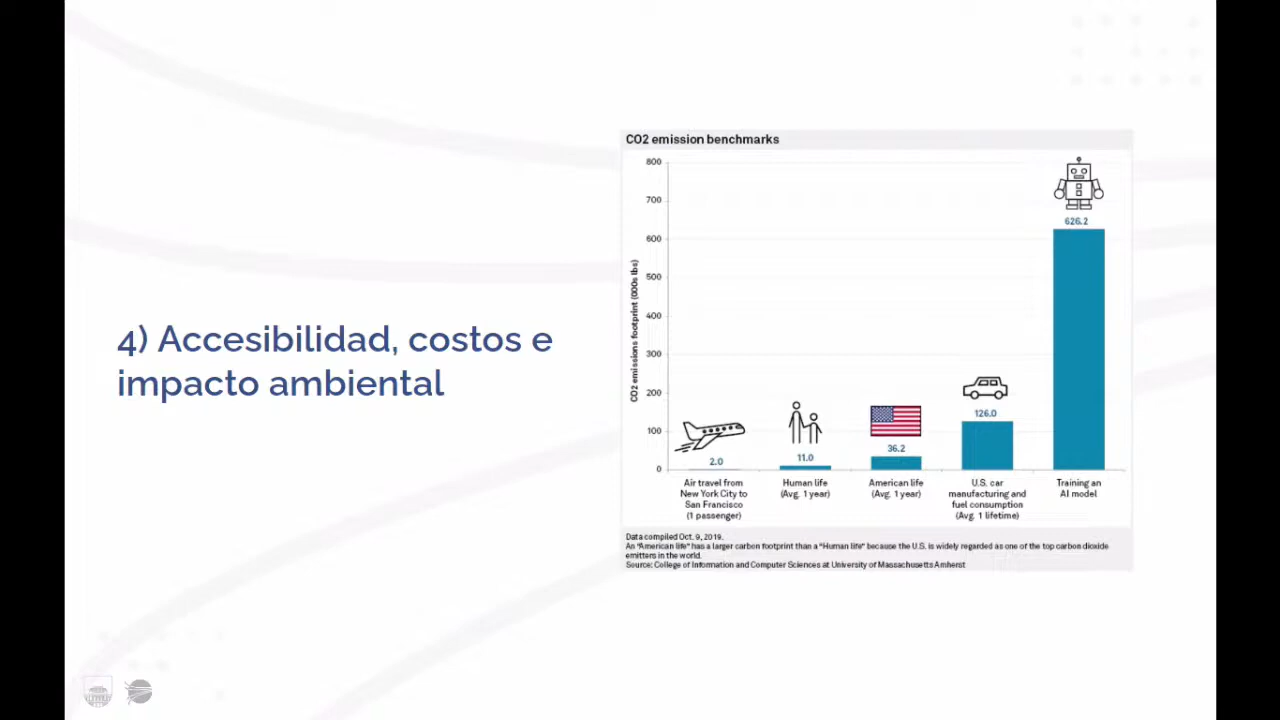 4) Accesibilidad, costos e
impacto ambiental
CO2 emission benchmarks
CO2 emissions footprint (000s lbs)
800
700
600
500
400
300
200
100
0
2.0
11.0
36.2
126.0
626.2
Air travel from
New York City to
San Francisco
(1 passenger)
Human life
(Avg. 1 year)
American life
(Avg. 1 year)
U.S. car
manufacturing and
fuel consumption
(Avg. 1 lifetime)
Training an
AI model
Data compiled Oct. 9, 2019.
An "American life" has a larger carbon footprint than a "Human life" because the U.S. is widely regarded as one of the top carbon dioxide
emitters in the world.
Source: College of Information and Computer Sciences at University of Massachusetts Amherst